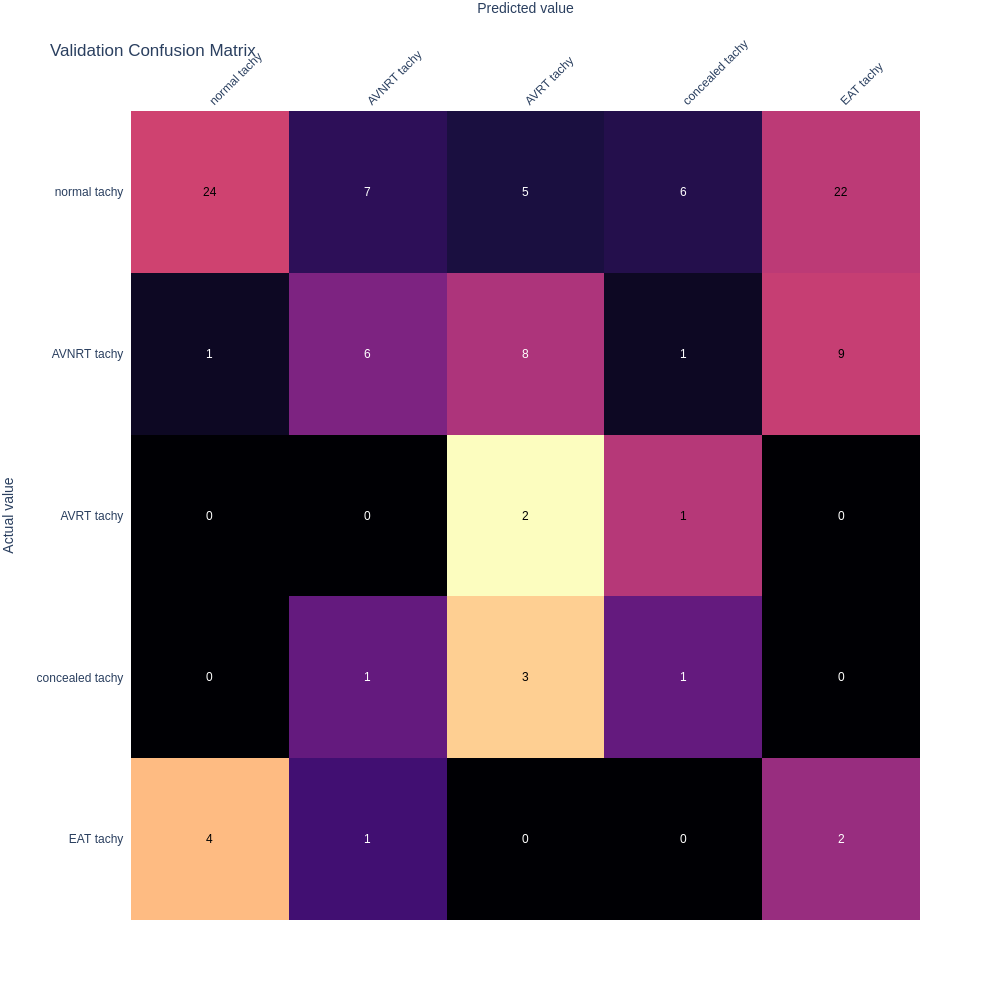 Predicted value
Validation Confusion Matrix
normal tachy
AVNRT tachy
AVRT tachy
concealed tachy
EAT tachy
normal tachy 24 7 5 6 22
AVNRT tachy 1 6 8 1 9
Actual value
AVRT tachy 0 0 2 1 0
concealed tachy 0 1 3 1 0
EAT tachy 4 1 0 0 2